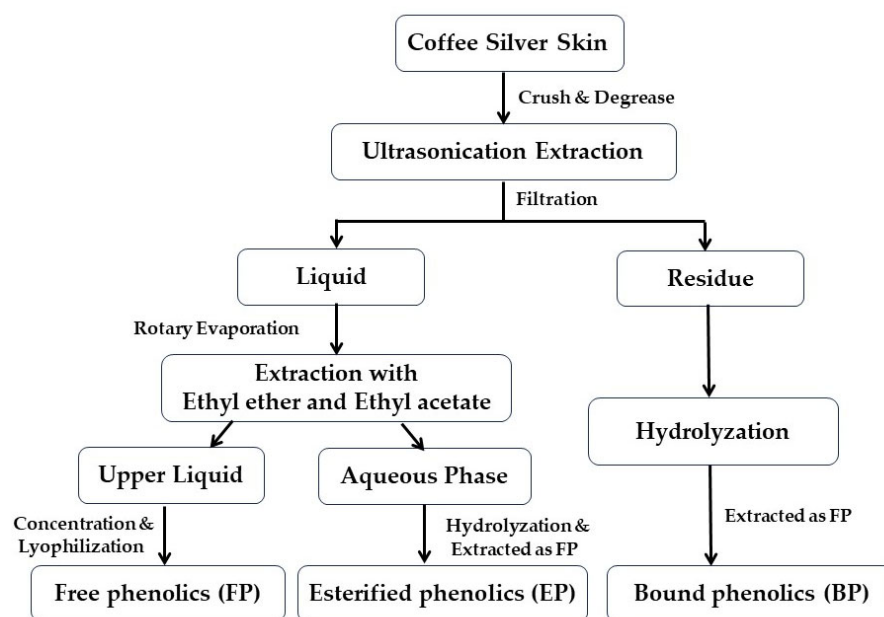 Coffee Silver Skin
Crush & Degrease
Ultrasonication Extraction
Filtration
Liquid
Residue
Rotary Evaporation
Extraction with
Ethyl ether and Ethyl acetate
Hydrolyzation
Upper Liquid
Aqueous Phase
Concentration &
Lyophilization
Hydrolyzation &
Extracted as FP
Extracted as FP
Free phenolics (FP)
Esterified phenolics (EP)
Bound phenolics (BP)